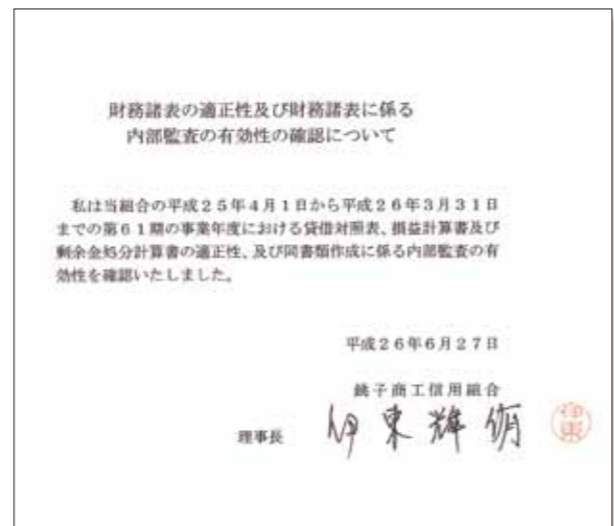 財務諸表の適正性及び財務諸表に係る
内部監査の有効性の確認について
私は当組合の平成25年4月1日から平成26年3月31日
までの第61期の事業年度における貸借対照表、損益計算書及び
剰余金処分計算書の適正性、及び同書類作成に係る内部監査の有
効性を確認いたしました。
平成26年6月27日
銚子商工信用組合
理事長 伊東輝
伊東